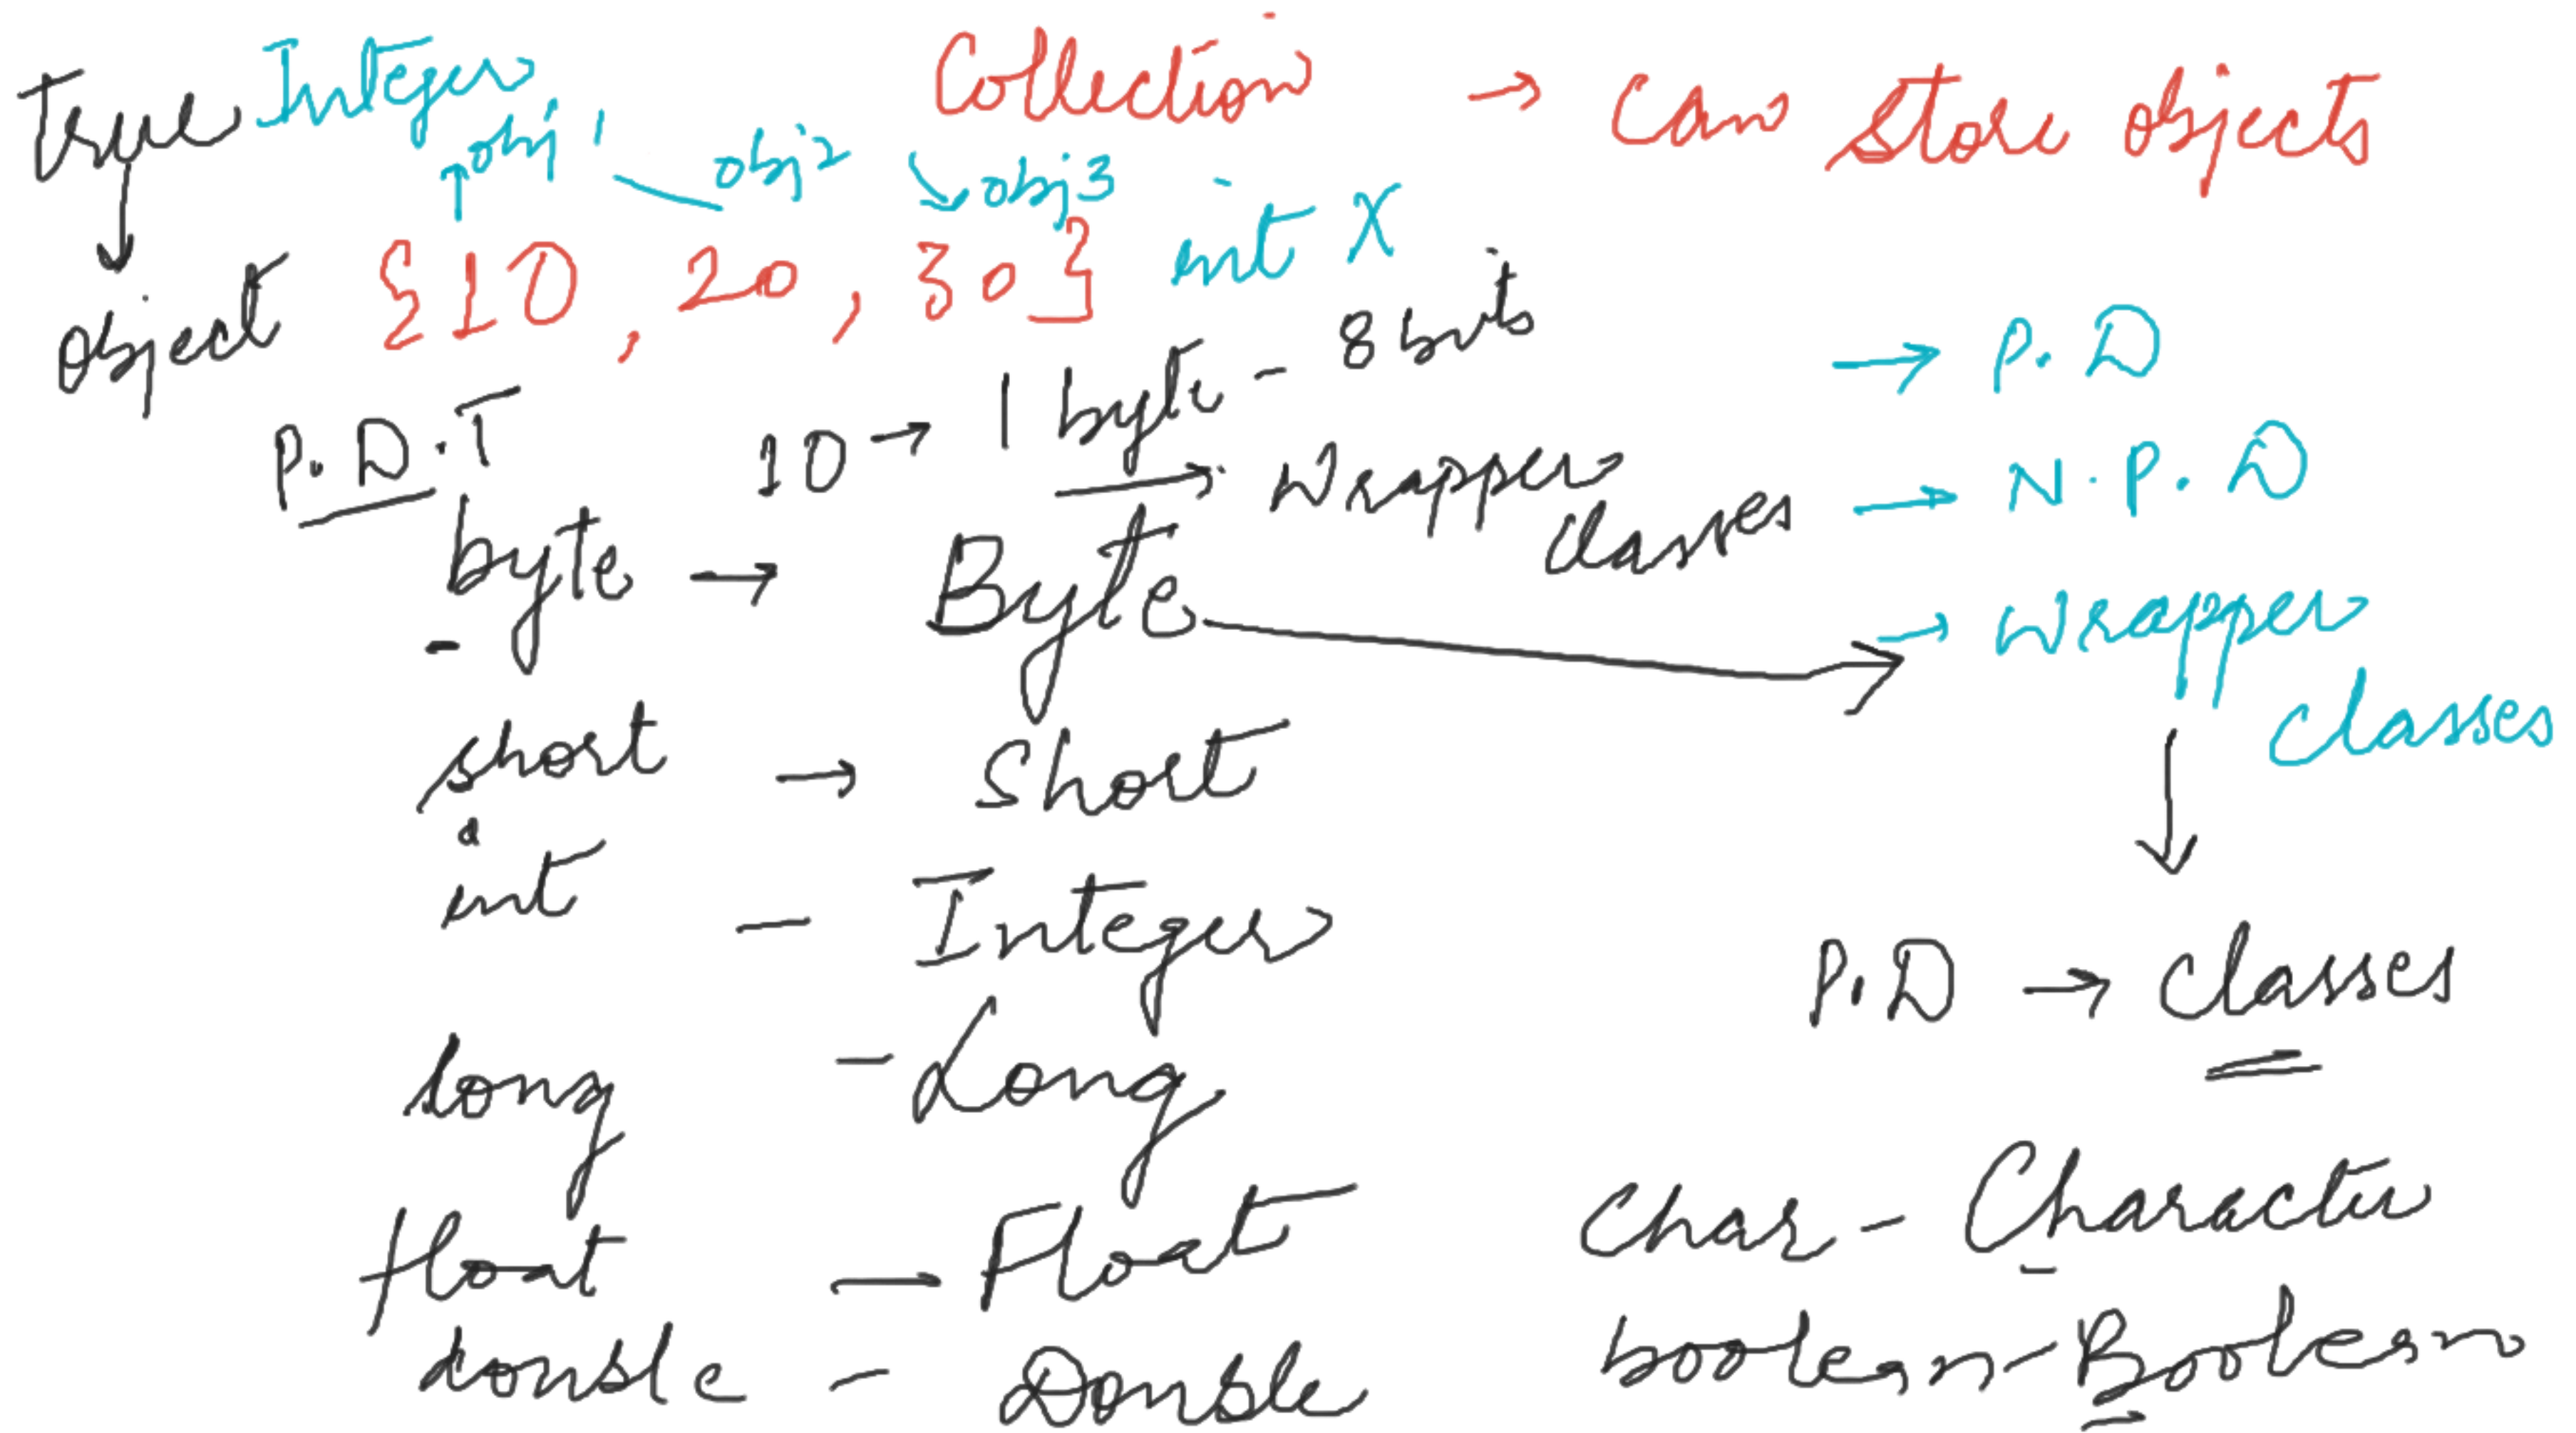 true Integer Collection → Can store objects
obj1 obj2 obj3 int X
object {10, 20, 30}
P.D.T 10 → 1 byte - 8 bits → P.D
→ Wrapper classes → N.P.D
byte → Byte → Wrapper classes
short → Short
int - Integer P.D → classes
long - Long
float - Float Char - Character
double - Double boolean - Boolean